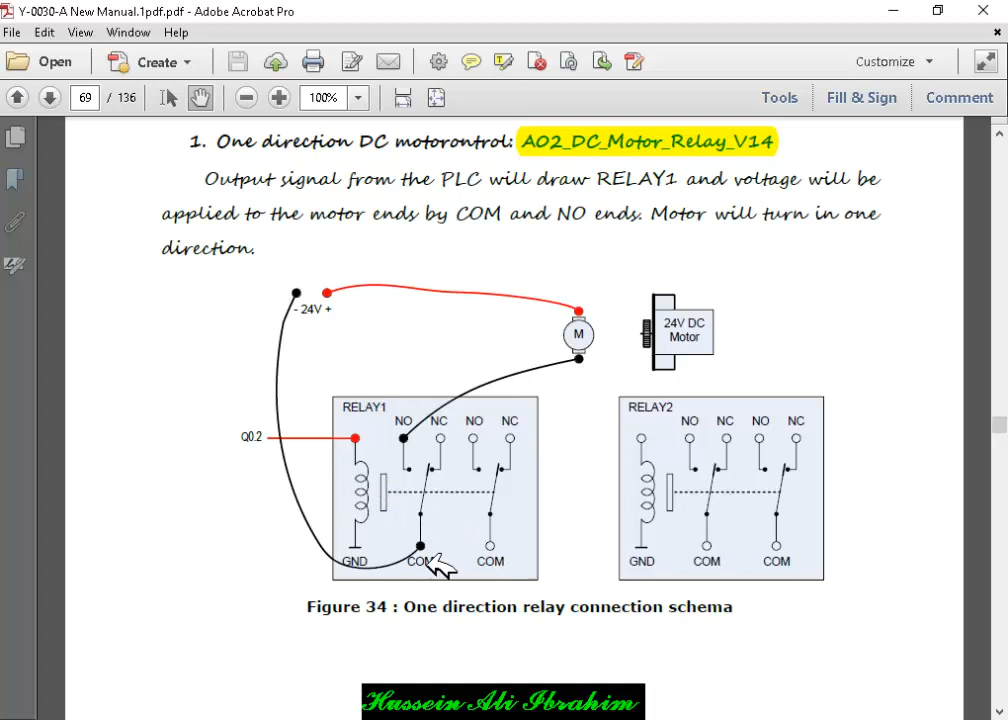 Y-0030-A New Manual.1pdf.pdf - Adobe Acrobat Pro
File Edit View Window Help
Open Create Customize
69 / 136 100% Tools Fill & Sign Comment
1. One direction DC motorontrol: A02_DC_Motor_Relay_V14
Output signal from the PLC will draw RELAY1 and voltage will be
applied to the motor ends by COM and NO ends. Motor will turn in one
direction.
- 24V +
M
24V DC
Motor
RELAY1
NO NC NO NC
Q0.2
GND COM COM
RELAY2
NO NC NO NC
GND COM COM
Figure 34 : One direction relay connection schema
Hussein Ali Ibrahim